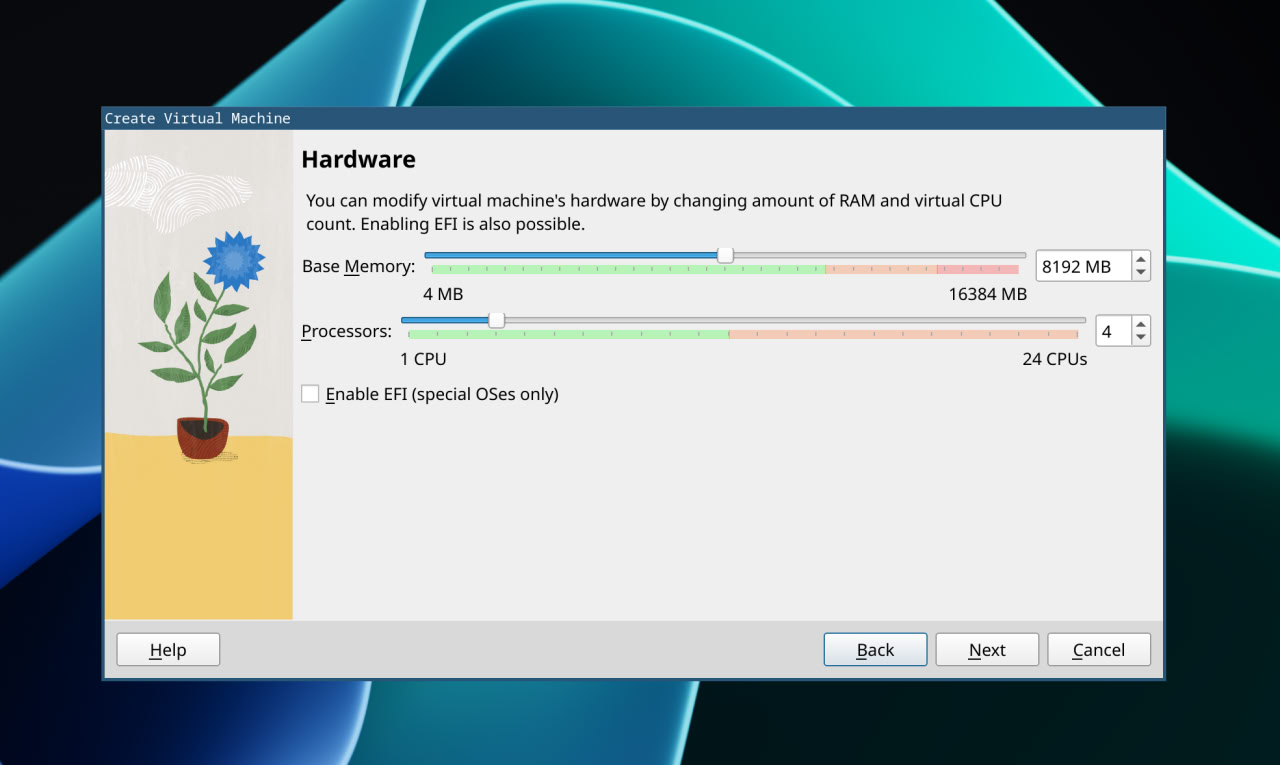 Create Virtual Machine
Hardware
You can modify virtual machine's hardware by changing amount of RAM and virtual CPU
count. Enabling EFI is also possible.
Base Memory: 8192 MB
4 MB 16384 MB
Processors: 4
1 CPU 24 CPUs
Enable EFI (special OSes only)
Help Back Next Cancel